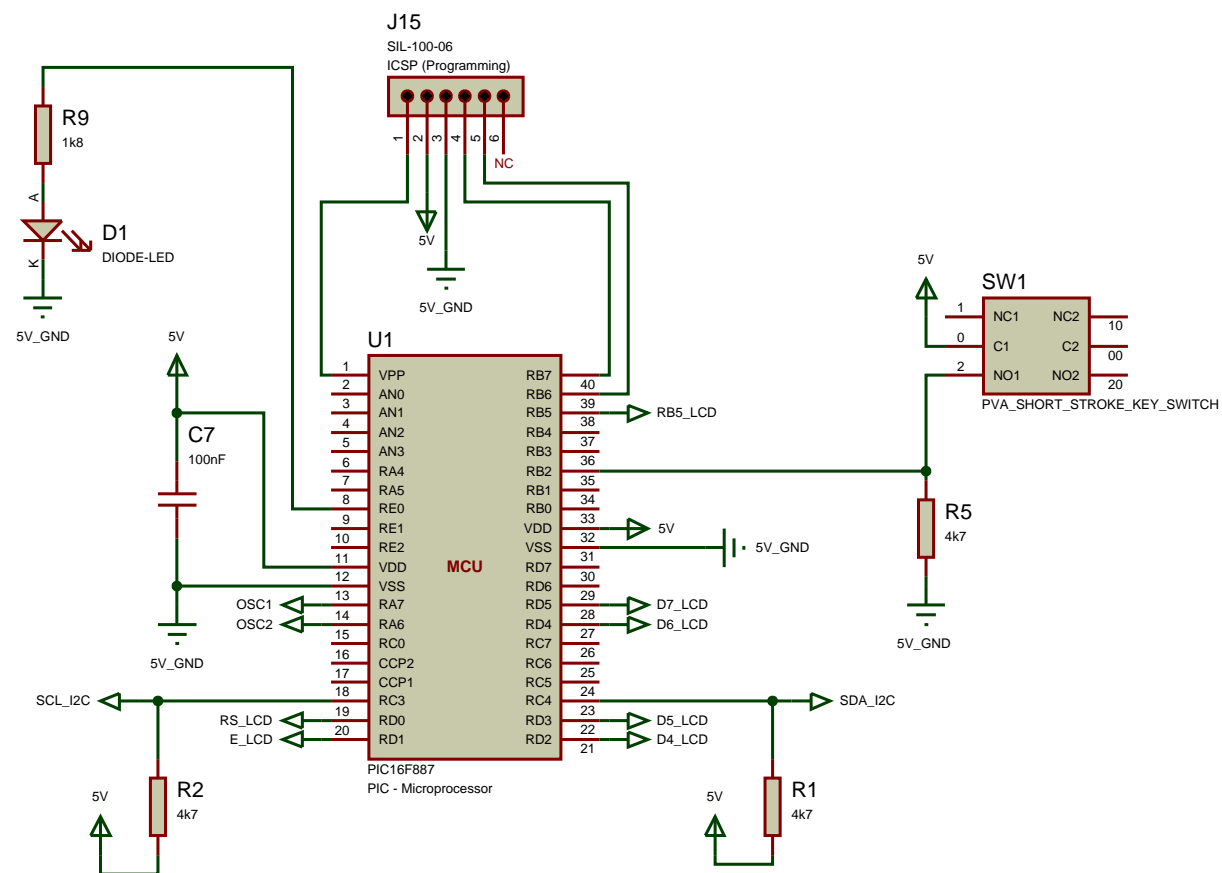 J15
SIL-100-06
ICSP (Programming)
1 2 3 4 5 6
NC
R9
1k8
A
D1
DIODE-LED
K
5V_GND
5V
5V_GND
5V
SW1
1 NC1 NC2 10
0 C1 C2 00
2 NO1 NO2 20
PVA_SHORT_STROKE_KEY_SWITCH
5V
C7
100nF
5V_GND
U1
1 VPP RB7 40
2 AN0 RB6 39
3 AN1 RB5 38 RB5_LCD
4 AN2 RB4 37
5 AN3 RB3 36
6 RA4 RB2 35
7 RA5 RB1 34
8 RE0 RB0 33
9 RE1 VDD 32 5V
10 RE2 VSS 31 5V_GND
11 VDD RD7 30
MCU
12 VSS RD6 29
OSC1 13 RA7 RD5 28 D7_LCD
OSC2 14 RA6 RD4 27 D6_LCD
15 RC0 RC7 26
16 CCP2 RC6 25
17 CCP1 RC5 24
SCL_I2C 18 RC3 RC4 23 SDA_I2C
RS_LCD 19 RD0 RD3 22 D5_LCD
E_LCD 20 RD1 RD2 21 D4_LCD
PIC16F887
PIC - Microprocessor
R5
4k7
5V_GND
5V
R2
4k7
5V
R1
4k7